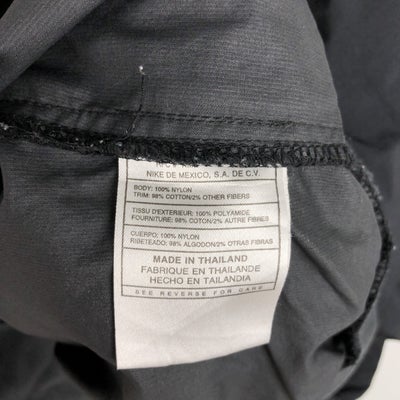 NIKE DE MEXICO, S.A. DE C.V.
BODY: 100% NYLON
TRIM: 98% COTTON/2% OTHER FIBERS
TISSU D'EXTERIEUR: 100% POLYAMIDE
FOURNITURE: 98% COTON/2% AUTRE FIBRES
CUERPO: 100% NYLON
RIBETEADO: 98% ALGODON/2% OTRAS FIBRAS
MADE IN THAILAND
FABRIQUE EN THAILANDE
HECHO EN TAILANDIA
SEE REVERSE FOR CARE